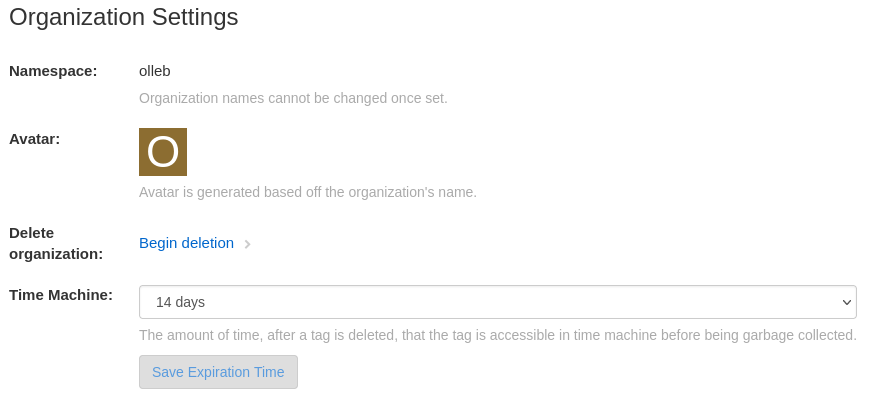 Organization Settings
Namespace:
olleb
Organization names cannot be changed once set.
Avatar:
O
Avatar is generated based off the organization's name.
Delete
organization:
Begin deletion
Time Machine:
14 days
The amount of time, after a tag is deleted, that the tag is accessible in time machine before being garbage collected.
Save Expiration Time